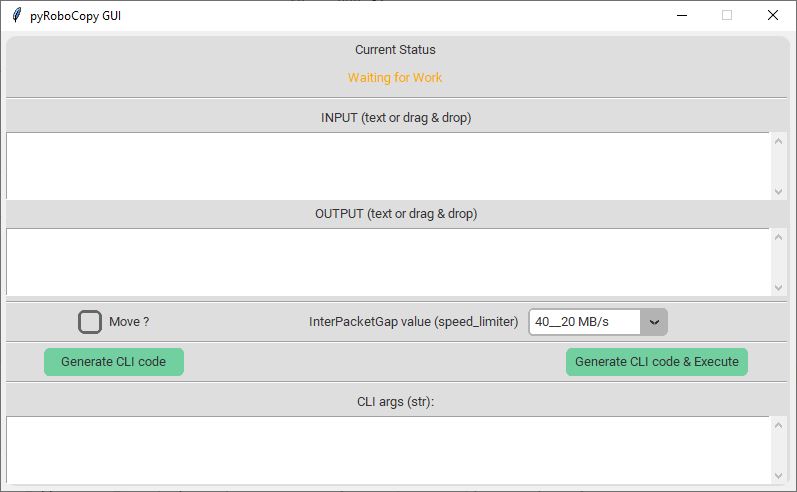 pyRoboCopy GUI
Current Status
Waiting for Work
INPUT (text or drag & drop)
OUTPUT (text or drag & drop)
Move ?
InterPacketGap value (speed_limiter)
40__20 MB/s
Generate CLI code
Generate CLI code & Execute
CLI args (str):